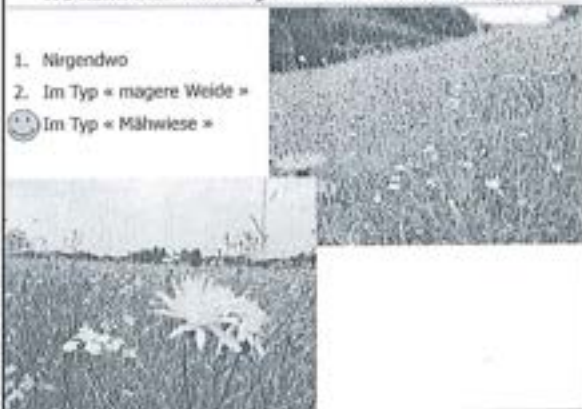 1. Nirgendwo
2. Im Typ « magere Weide »
Im Typ « Mähwiese »